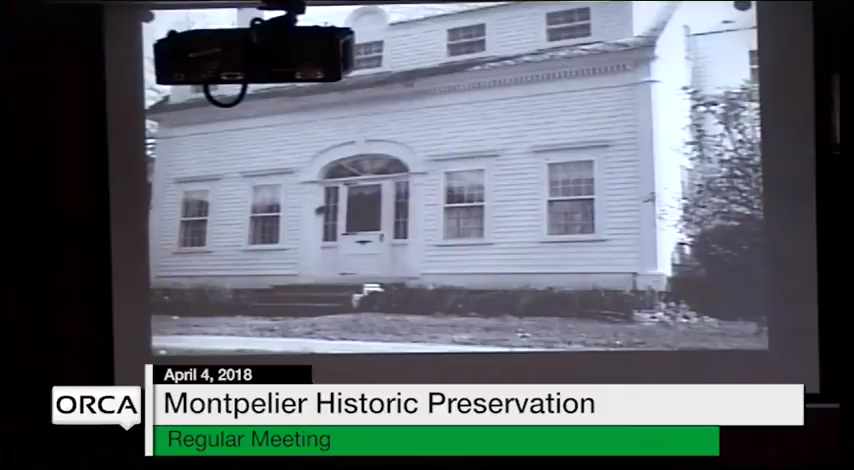 April 4, 2018
ORCA
Montpelier Historic Preservation
Regular Meeting